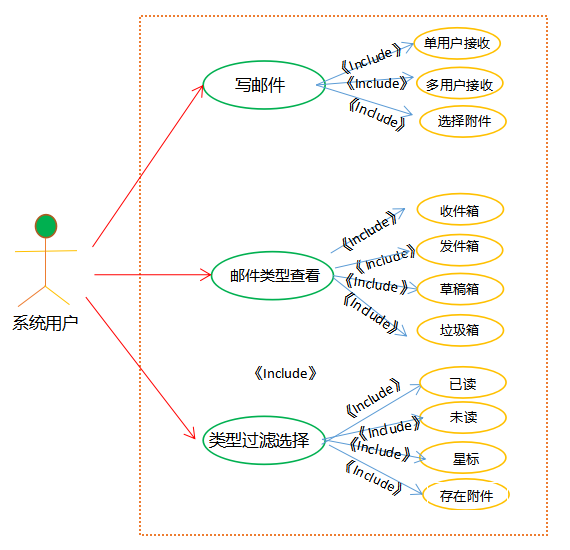 单用户接收
《Include》
写邮件
《Include》
多用户接收
《Include》
选择附件
收件箱
《Include》
发件箱
《Include》
邮件类型查看
《Include》
草稿箱
《Include》
垃圾箱
系统用户
《Include》
已读
《Include》
未读
《Include》
类型过滤选择
《Include》
星标
《Include》
存在附件